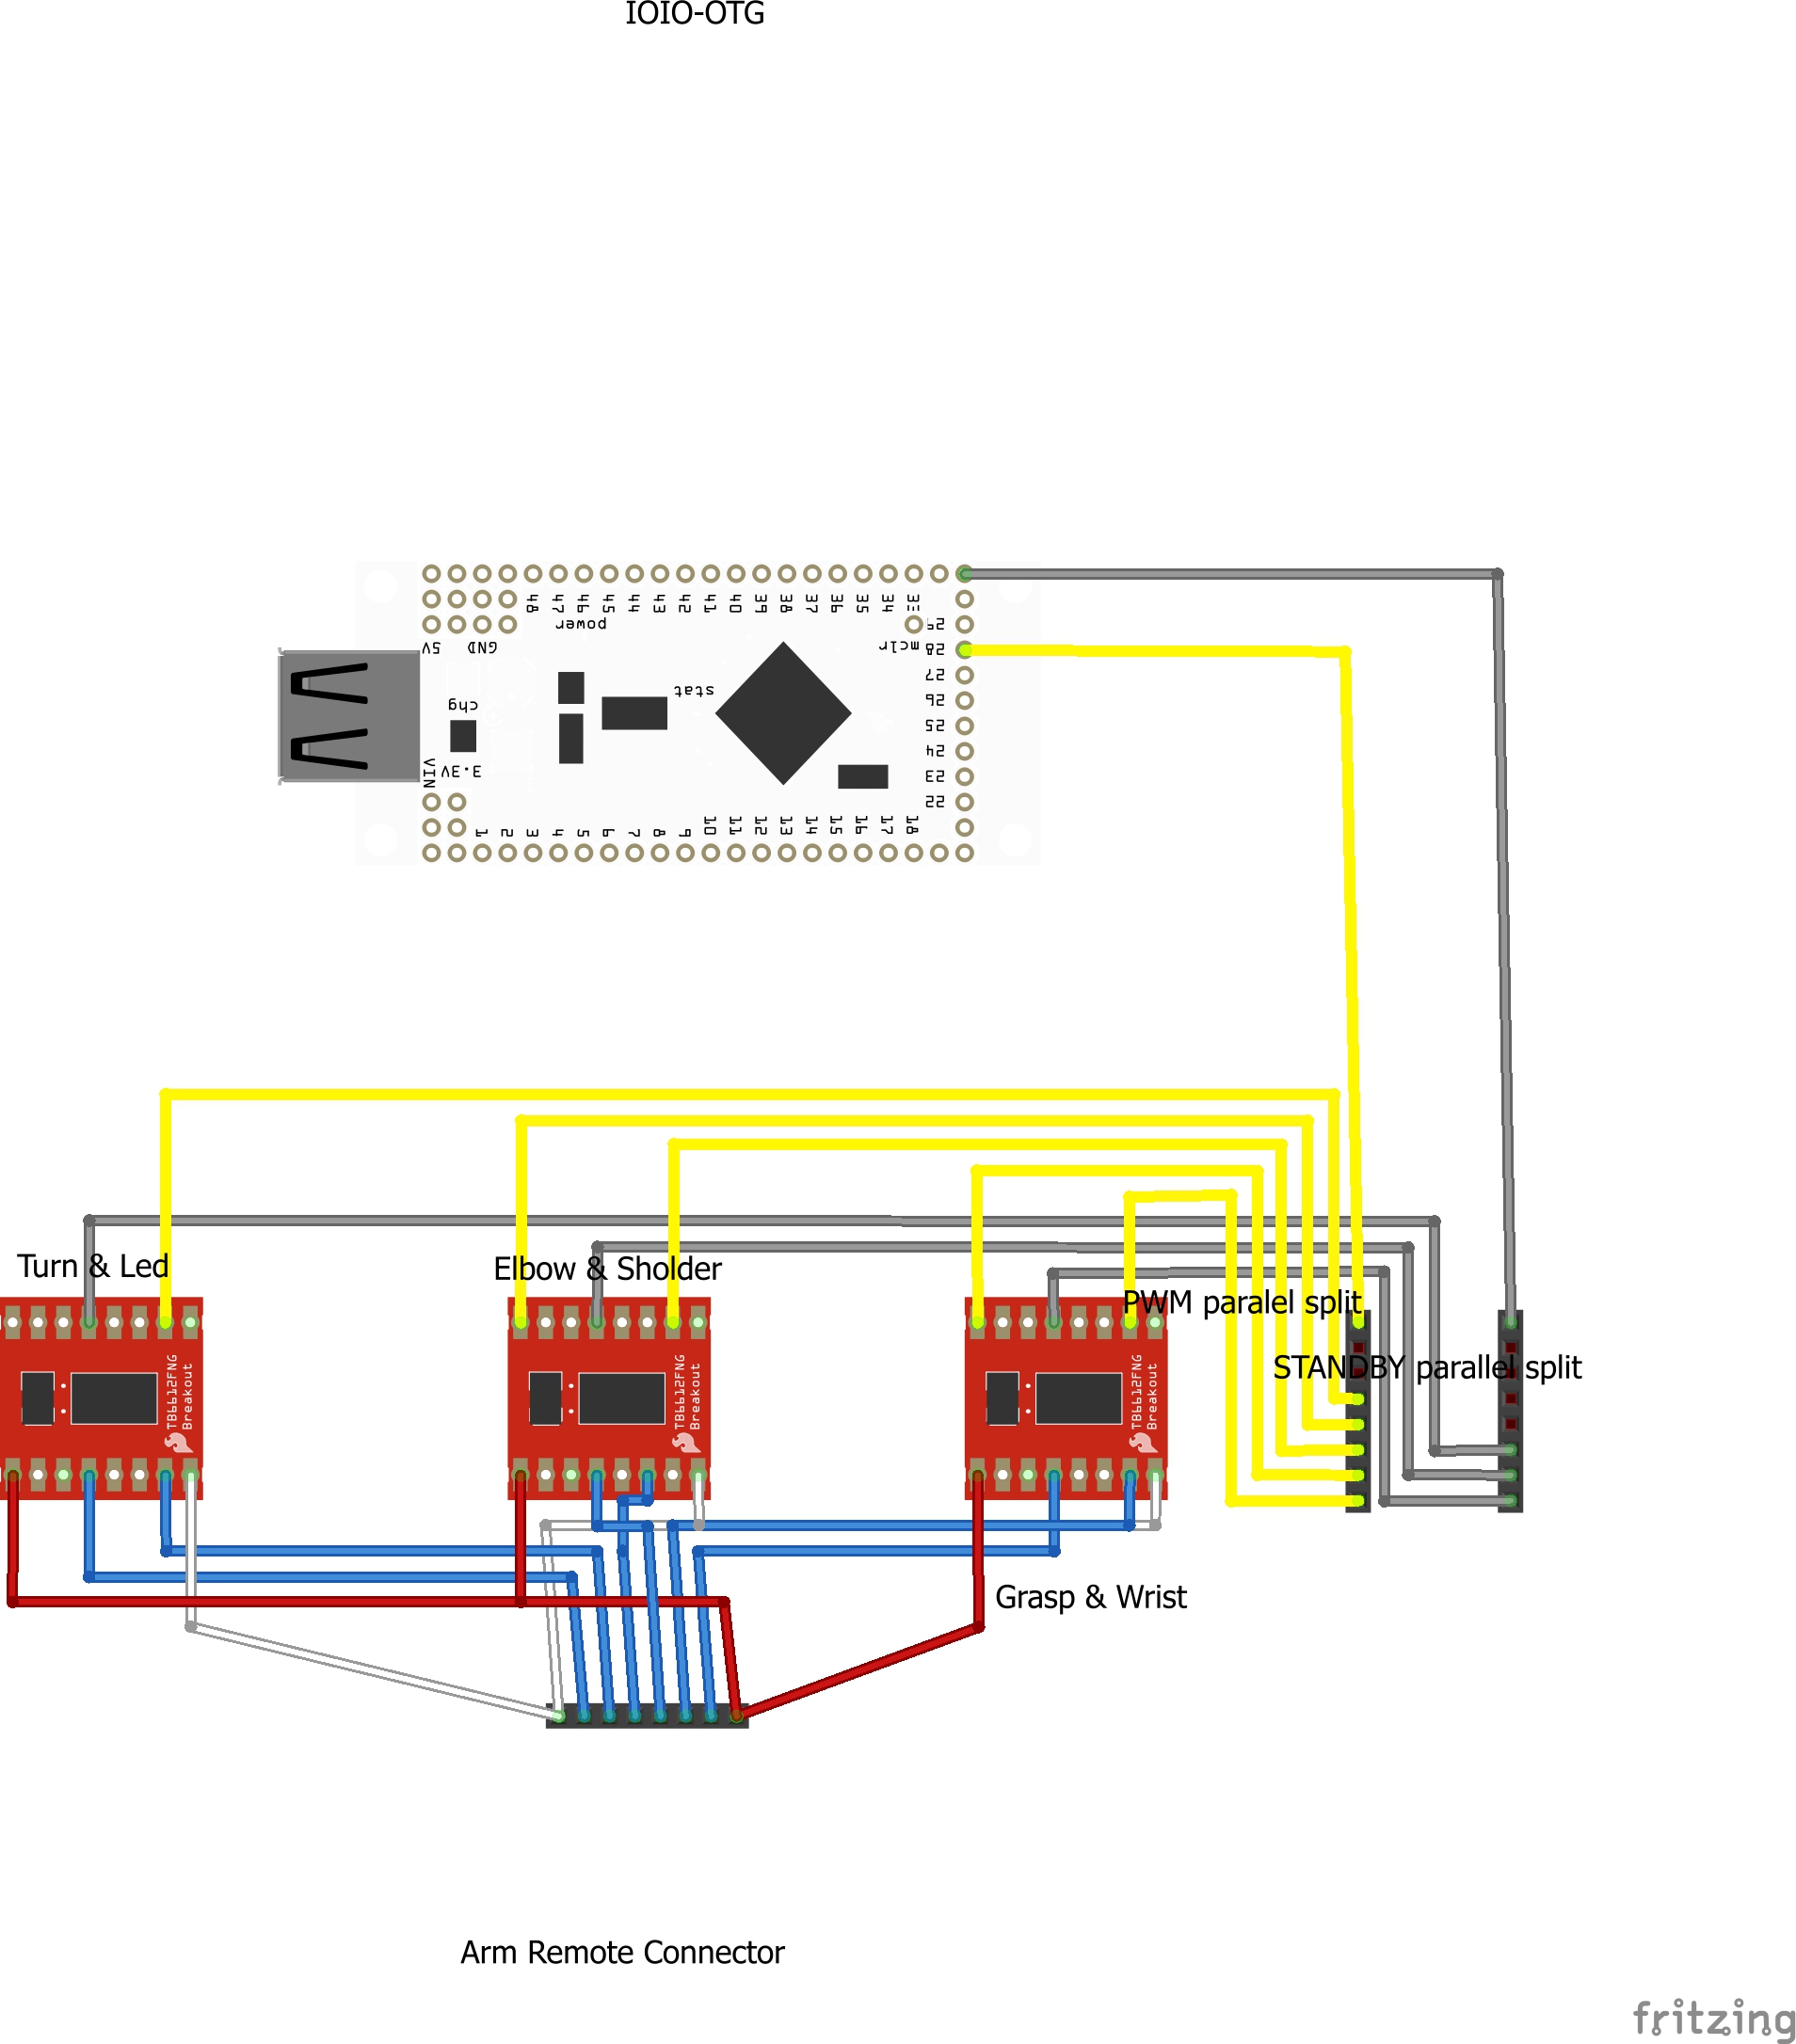 IOIO-OTG
48 47 46 45 44 43 42 41 40 39 38 37 36 35 34
power
5V GND mclr
29
28
27
26
25
24
23
22
stat
chg
3.3V
VIN
1 2 3 4 5 6 7 8 9 10 11 12 13 14 15 16 17 18
Turn & Led
Elbow & Sholder
PWM paralel split
STANDBY parallel split
TB6612FNG
Breakout
TB6612FNG
Breakout
TB6612FNG
Breakout
Grasp & Wrist
Arm Remote Connector
fritzing